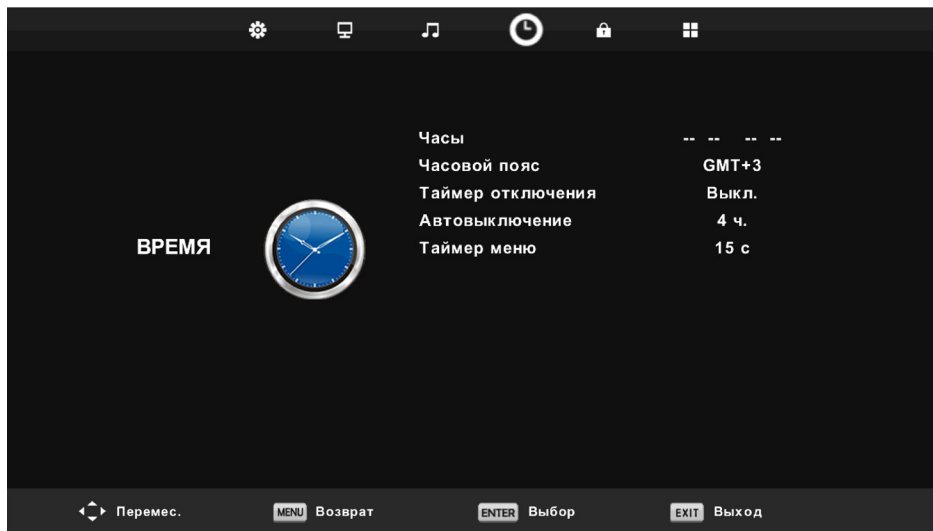 Часы -- -- -- --
Часовой пояс GMT+3
Таймер отключения Выкл.
Автовыключение 4 ч.
ВРЕМЯ
Таймер меню 15 с
Перемес. MENU Возврат ENTER Выбор EXIT Выход